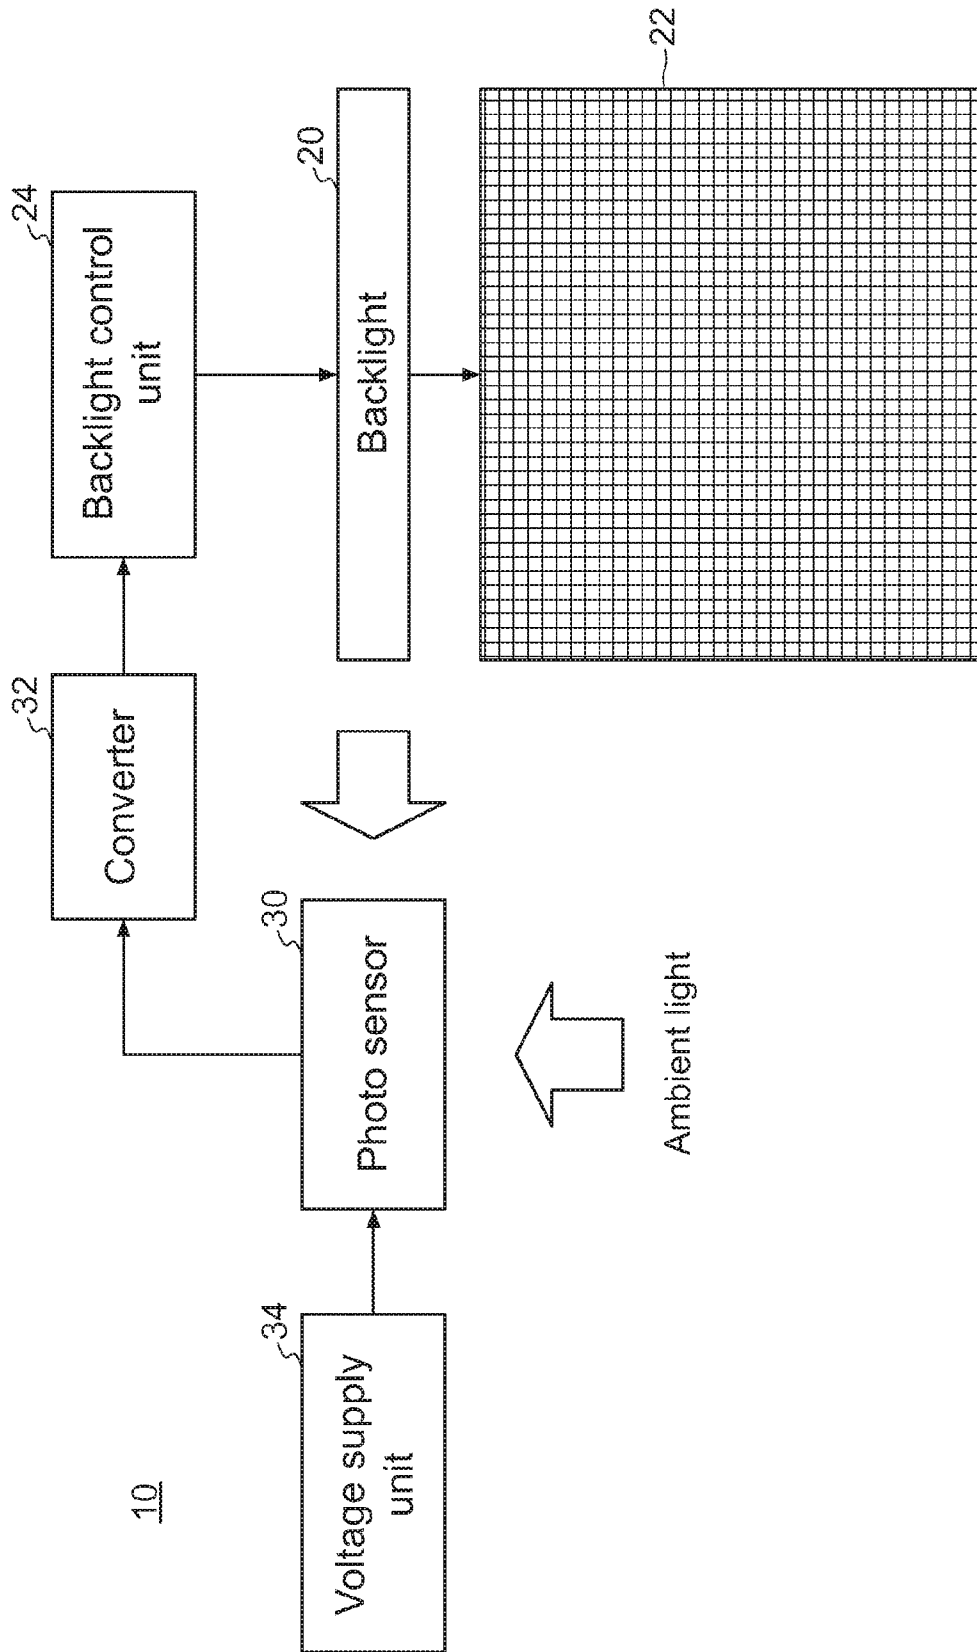 10
34
Voltage supply
unit
30
Photo sensor
Ambient light
32
Converter
24
Backlight control
unit
20
Backlight
22